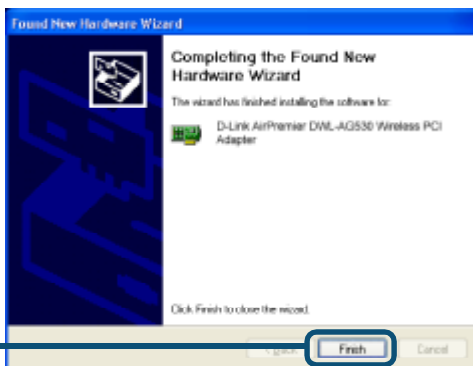 Found New Hardware Wizard
Completing the Found New
Hardware Wizard
The wizard has finished installing the software for:
D-Link AirPremier DWL-AG530 Wireless PCI
Adapter
Click Finish to close the wizard.
< Back
Finish
Cancel